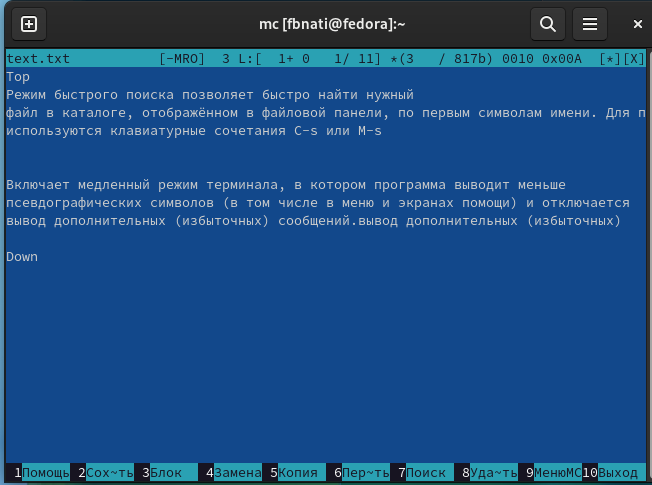 mc [fbnati@fedora]:~
text.txt [-MRO] 3 L:[ 1+ 0 1/ 11] *(3 / 817b) 0010 0x00A [*][X]
Top
Режим быстрого поиска позволяет быстро найти нужный
файл в каталоге, отображённом в файловой панели, по первым символам имени. Для п
используются клавиатурные сочетания C-s или M-s
Включает медленный режим терминала, в котором программа выводит меньше
псевдографических символов (в том числе в меню и экранах помощи) и отключается
вывод дополнительных (избыточных) сообщений.вывод дополнительных (избыточных)
Down
1Помощь 2Сох~ть 3Блок 4Замена 5Копия 6Пер~ть 7Поиск 8Уда~ть 9МенюMC 10Выход